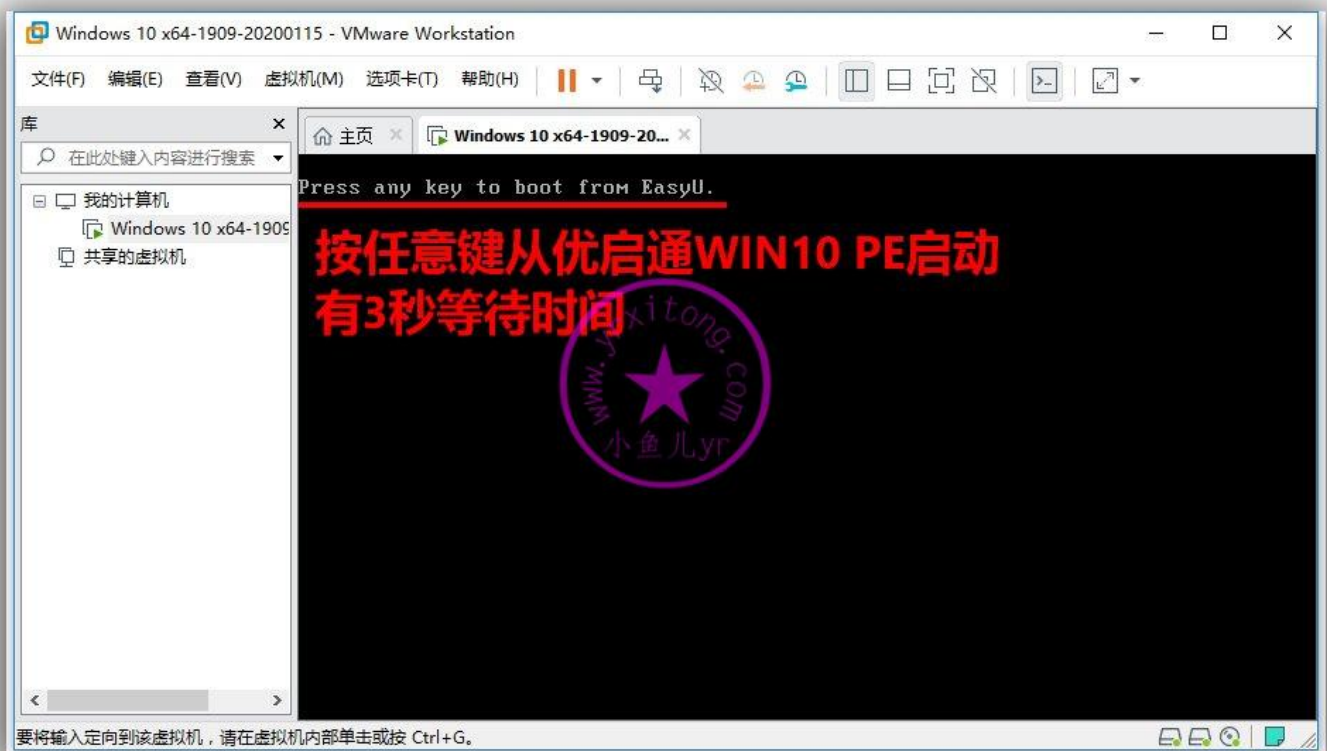 Windows 10 x64-1909-20200115 - VMware Workstation
文件(F) 编辑(E) 查看(V) 虚拟机(M) 选项卡(T) 帮助(H)
库
在此处键入内容进行搜索
我的计算机
Windows 10 x64-1909
共享的虚拟机
主页 Windows 10 x64-1909-20...
Press any key to boot from EasyU.
按任意键从优启通WIN10 PE启动
有3秒等待时间
www.yrxitong.com
小鱼儿yr
要将输入定向到该虚拟机，请在虚拟机内部单击或按 Ctrl+G。